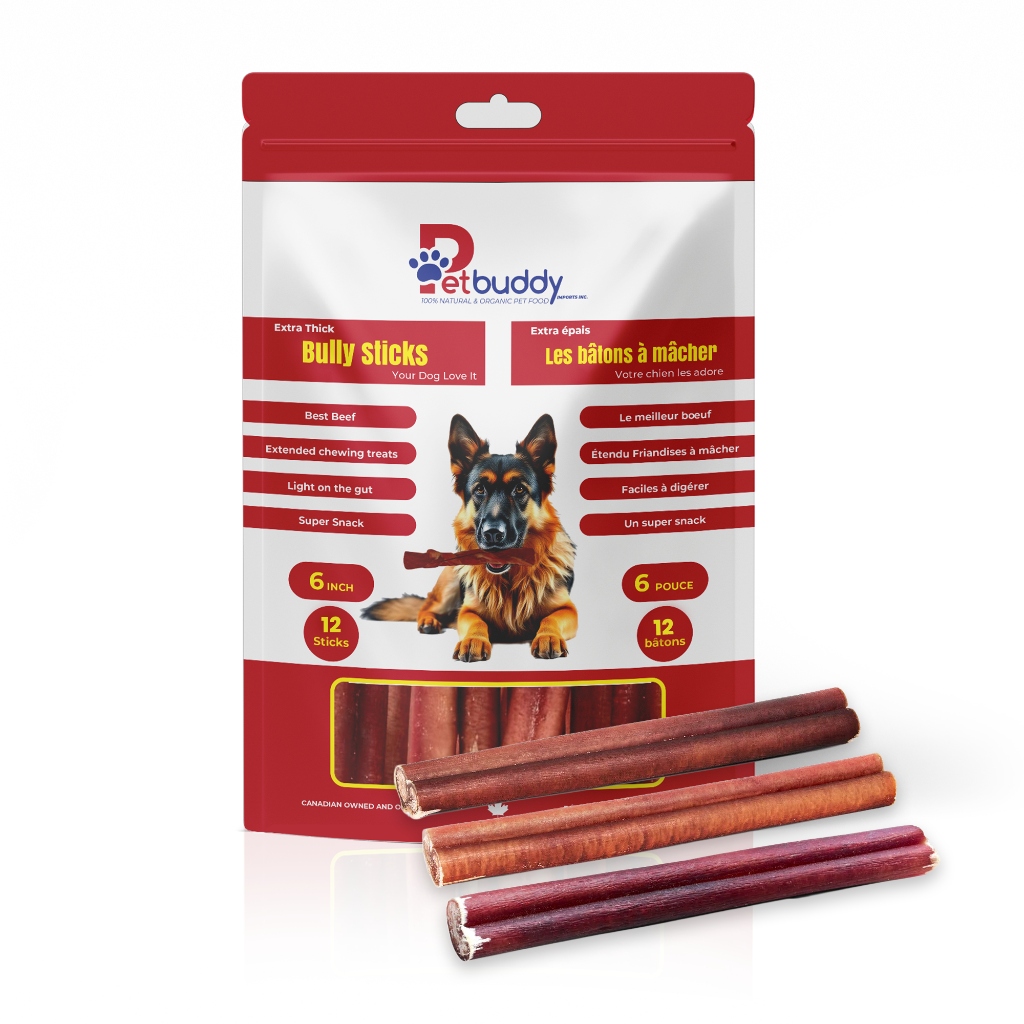 Petbuddy
IMPORTS INC.
100% NATURAL & ORGANIC PET FOOD
Extra Thick
Bully Sticks
Your Dog Love It
Extra épais
Les bâtons à mâcher
Votre chien les adore
Best Beef
Extended chewing treats
Light on the gut
Super Snack
Le meilleur bœuf
Étendu Friandises à mâcher
Faciles à digérer
Un super snack
6 INCH
12
Sticks
6 POUCE
12
bâtons
CANADIAN OWNED AND